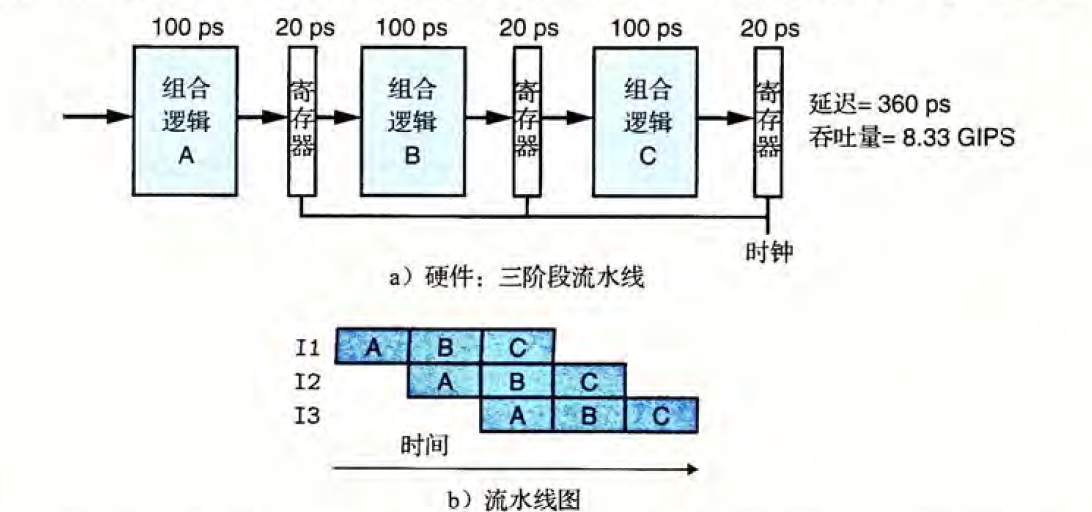 100 ps 20 ps 100 ps 20 ps 100 ps 20 ps
组合逻辑 A
寄存器
组合逻辑 B
寄存器
组合逻辑 C
寄存器
延迟= 360 ps
吞吐量= 8.33 GIPS
时钟
a）硬件：三阶段流水线
I1 A B C
I2 A B C
I3 A B C
时间
b）流水线图